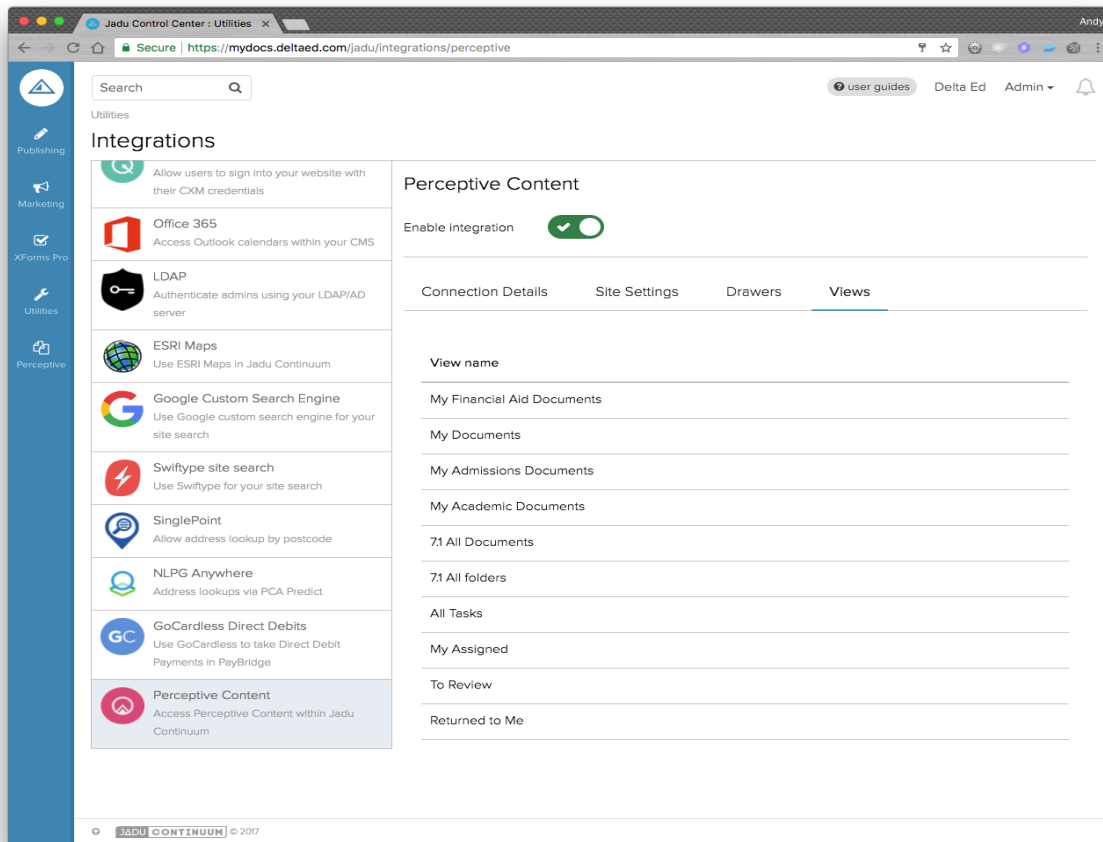 Jadu Control Center : Utilities
Andy
Secure | https://mydocs.deltaed.com/jadu/integrations/perceptive
Search
user guides
Delta Ed
Admin
Utilities
Integrations
Publishing
Marketing
XForms Pro
Utilities
Perceptive
Allow users to sign into your website with
their CXM credentials
Office 365
Access Outlook calendars within your CMS
LDAP
Authenticate admins using your LDAP/AD
server
ESRI Maps
Use ESRI Maps in Jadu Continuum
Google Custom Search Engine
Use Google custom search engine for your
site search
Swiftype site search
Use Swiftype for your site search
SinglePoint
Allow address lookup by postcode
NLPG Anywhere
Address lookups via PCA Predict
GC
GoCardless Direct Debits
Use GoCardless to take Direct Debit
Payments in PayBridge
Perceptive Content
Access Perceptive Content within Jadu
Continuum
Perceptive Content
Enable integration
Connection Details
Site Settings
Drawers
Views
View name
My Financial Aid Documents
My Documents
My Admissions Documents
My Academic Documents
7.1 All Documents
7.1 All folders
All Tasks
My Assigned
To Review
Returned to Me
JADU CONTINUUM © 2017